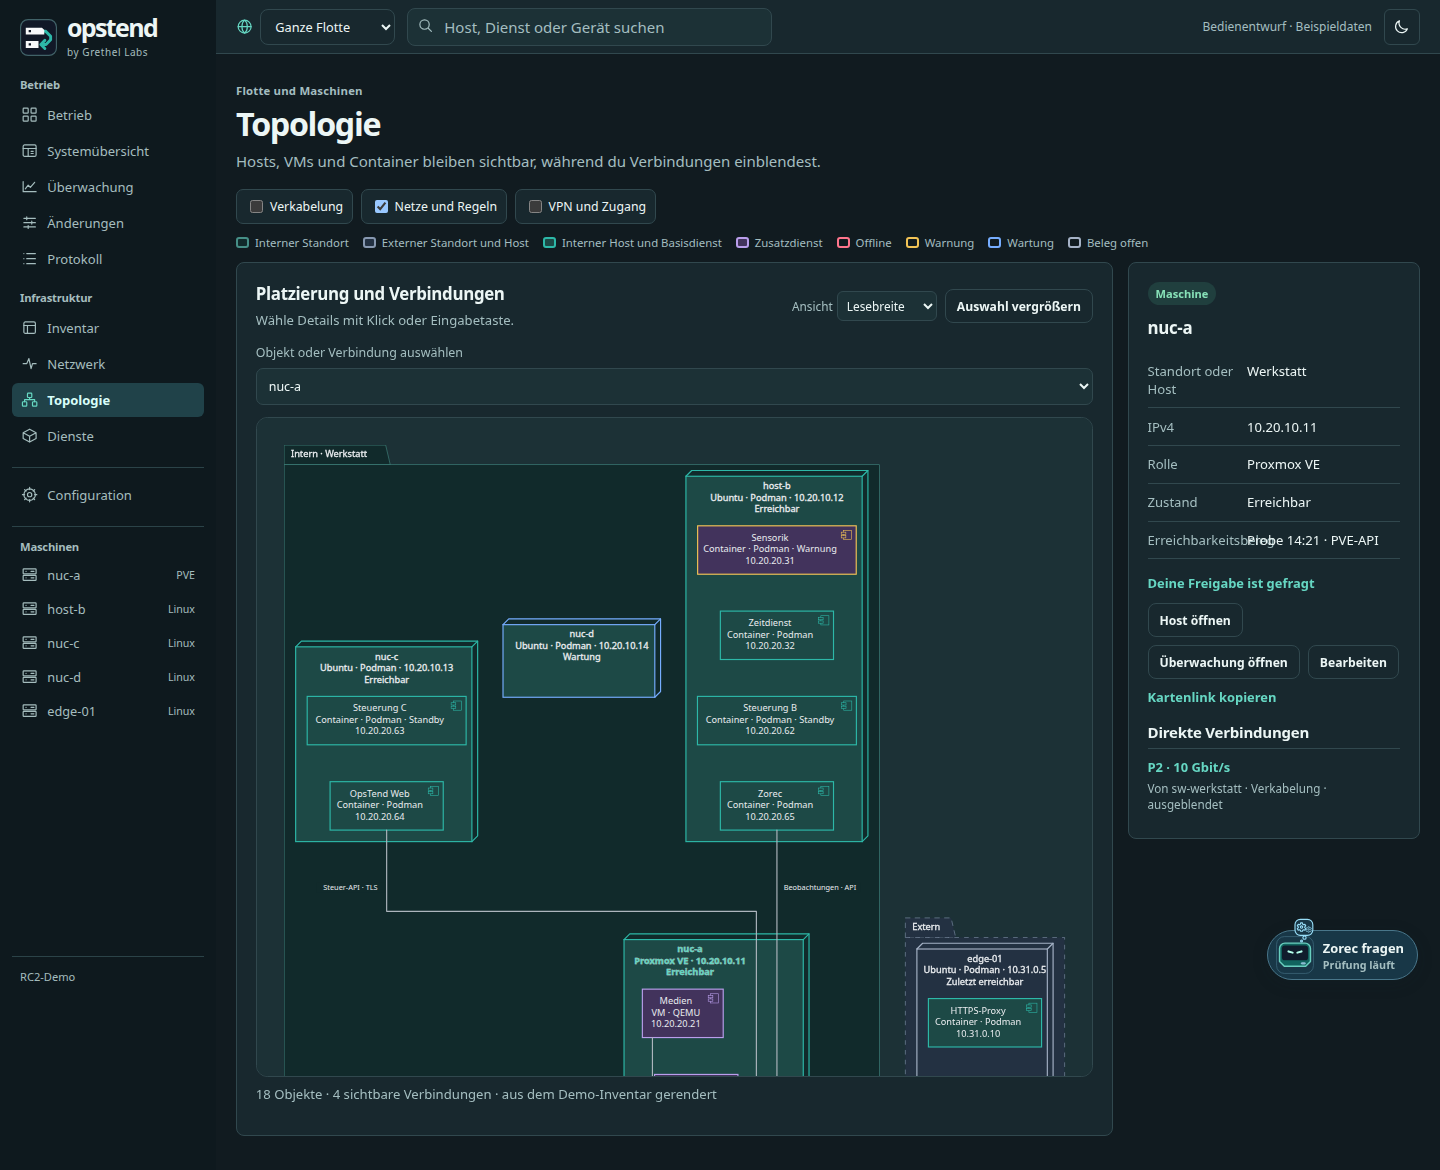 opstend
by Grethel Labs
Betrieb
Betrieb
Systemübersicht
Überwachung
Änderungen
Protokoll
Infrastruktur
Inventar
Netzwerk
Topologie
Dienste
Configuration
Maschinen
nuc-a PVE
host-b Linux
nuc-c Linux
nuc-d Linux
edge-01 Linux
RC2-Demo
Ganze Flotte
Host, Dienst oder Gerät suchen
Bedienentwurf · Beispieldaten
Flotte und Maschinen
Topologie
Hosts, VMs und Container bleiben sichtbar, während du Verbindungen einblendest.
Verkabelung
Netze und Regeln
VPN und Zugang
Interner Standort
Externer Standort und Host
Interner Host und Basisdienst
Zusatzdienst
Offline
Warnung
Wartung
Beleg offen
Platzierung und Verbindungen
Wähle Details mit Klick oder Eingabetaste.
Ansicht
Lesebreite
Auswahl vergrößern
Objekt oder Verbindung auswählen
nuc-a
Intern · Werkstatt
host-b
Ubuntu · Podman · 10.20.10.12
Erreichbar
Sensorik
Container · Podman · Warnung
10.20.20.31
Zeitdienst
Container · Podman
10.20.20.32
nuc-d
Ubuntu · Podman · 10.20.10.14
Wartung
nuc-c
Ubuntu · Podman · 10.20.10.13
Erreichbar
Steuerung C
Container · Podman · Standby
10.20.20.63
Steuerung B
Container · Podman · Standby
10.20.20.62
OpsTend Web
Container · Podman
10.20.20.64
Zorec
Container · Podman
10.20.20.65
Steuer-API · TLS
Beobachtungen · API
nuc-a
Proxmox VE · 10.20.10.11
Erreichbar
Medien
VM · QEMU
10.20.20.21
Extern
edge-01
Ubuntu · Podman · 10.31.0.5
Zuletzt erreichbar
HTTPS-Proxy
Container · Podman
10.31.0.10
18 Objekte · 4 sichtbare Verbindungen · aus dem Demo-Inventar gerendert
Maschine
nuc-a
Standort oder Host
Werkstatt
IPv4 10.20.10.11
Rolle Proxmox VE
Zustand Erreichbar
Erreichbarkeitsbeleg Probe 14:21 · PVE-API
Deine Freigabe ist gefragt
Host öffnen
Überwachung öffnen
Bearbeiten
Kartenlink kopieren
Direkte Verbindungen
P2 · 10 Gbit/s
Von sw-werkstatt · Verkabelung ·
ausgeblendet
Zorec fragen
Prüfung läuft